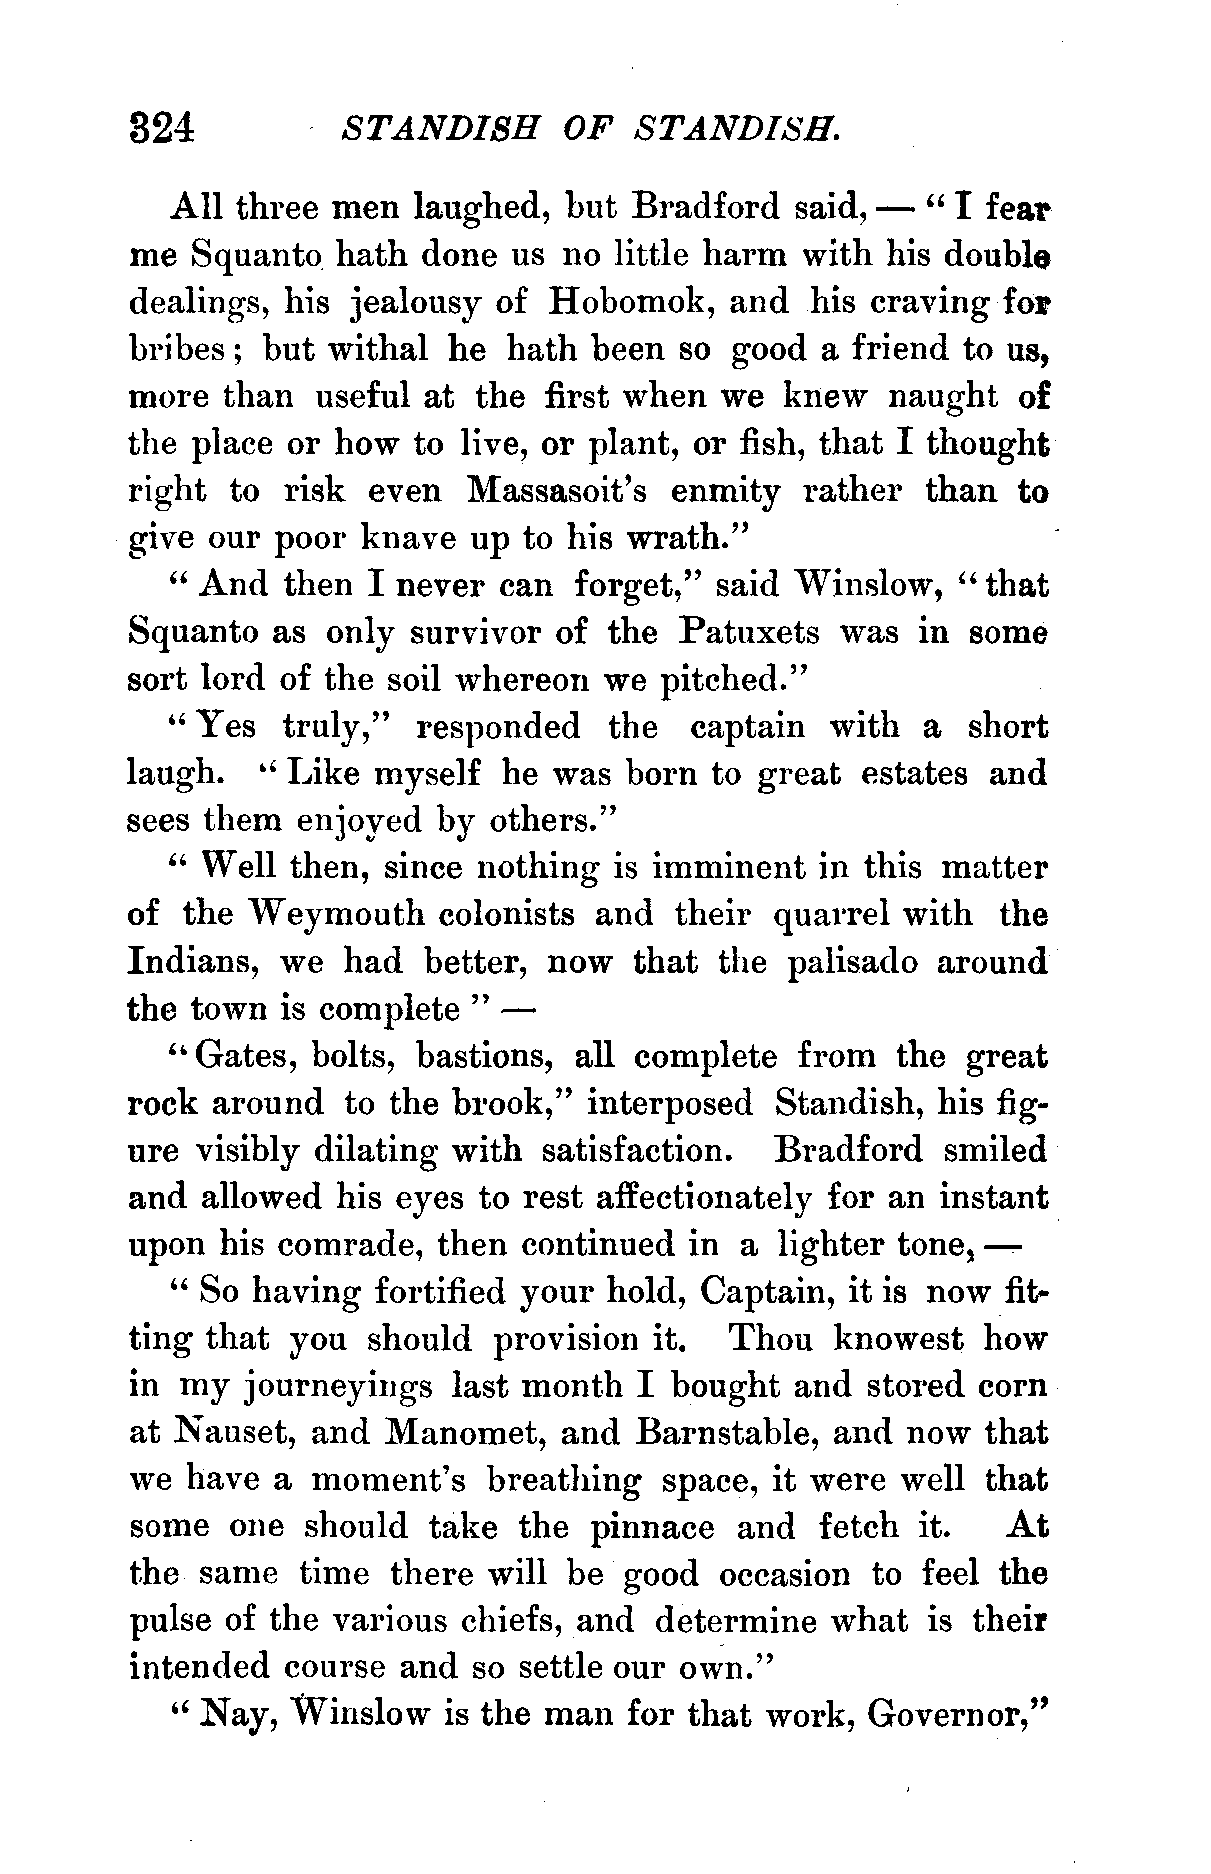 324 STANDISH OF STANDISH.
All three men laughed, but Bradford said, — “ I fear
me Squanto hath done us no little harm with his double
dealings, his jealousy of Hobomok, and his craving for
bribes ; but withal he hath been so good a friend to us,
more than useful at the first when we knew naught of
the place or how to live, or plant, or fish, that I thought
right to risk even Massasoit’s enmity rather than to
give our poor knave up to his wrath.”
“ And then I never can forget,” said Winslow, “ that
Squanto as only survivor of the Patuxets was in some
sort lord of the soil whereon we pitched.”
“ Yes truly,” responded the captain with a short
laugh. “ Like myself he was born to great estates and
sees them enjoyed by others.”
“ Well then, since nothing is imminent in this matter
of the Weymouth colonists and their quarrel with the
Indians, we had better, now that the palisado around
the town is complete ” —
“ Gates, bolts, bastions, all complete from the great
rock around to the brook,” interposed Standish, his fig-
ure visibly dilating with satisfaction. Bradford smiled
and allowed his eyes to rest affectionately for an instant
upon his comrade, then continued in a lighter tone, —
“ So having fortified your hold, Captain, it is now fit-
ting that you should provision it. Thou knowest how
in my journeyings last month I bought and stored corn
at Nauset, and Manomet, and Barnstable, and now that
we have a moment’s breathing space, it were well that
some one should take the pinnace and fetch it. At
the same time there will be good occasion to feel the
pulse of the various chiefs, and determine what is their
intended course and so settle our own.”
“ Nay, Winslow is the man for that work, Governor,”